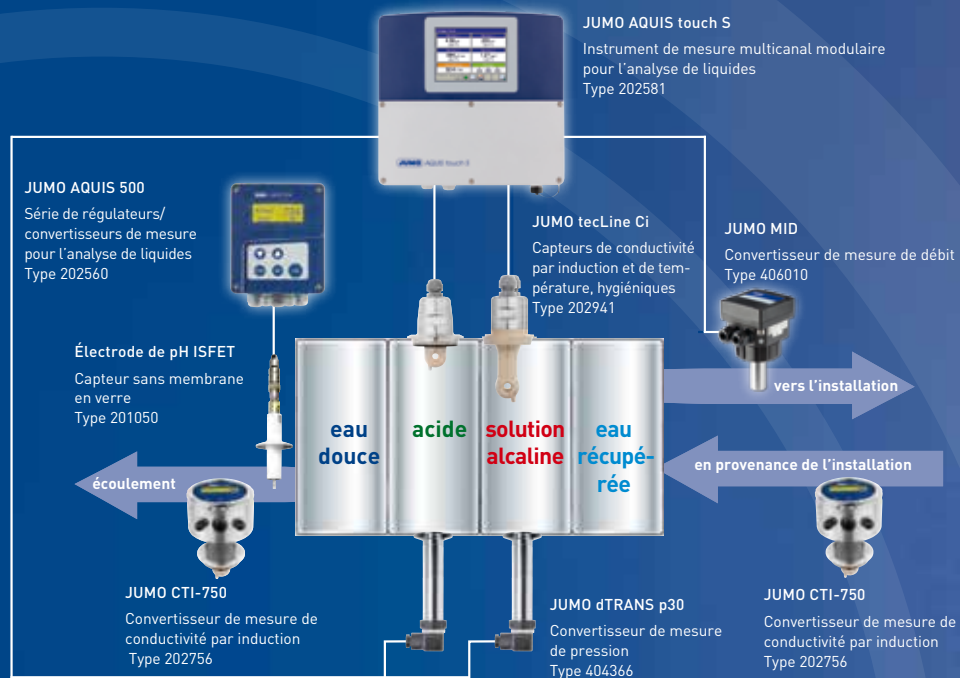 JUMO AQUIS touch S
Instrument de mesure multicanal modulaire
pour l'analyse de liquides
Type 202581
JUMO AQUIS touch S
JUMO AQUIS 500
Série de régulateurs/
convertisseurs de mesure
pour l'analyse de liquides
Type 202560
JUMO tecLine Ci
Capteurs de conductivité
par induction et de tem-
pérature, hygiéniques
Type 202941
JUMO MID
Convertisseur de mesure de débit
Type 406010
Électrode de pH ISFET
Capteur sans membrane
en verre
Type 201050
vers l'installation
eau
douce
acide
solution
alcaline
eau
récupé-
rée
en provenance de l'installation
écoulement
JUMO CTI-750
Convertisseur de mesure de
conductivité par induction
Type 202756
JUMO dTRANS p30
Convertisseur de mesure
de pression
Type 404366
JUMO CTI-750
Convertisseur de mesure de
conductivité par induction
Type 202756